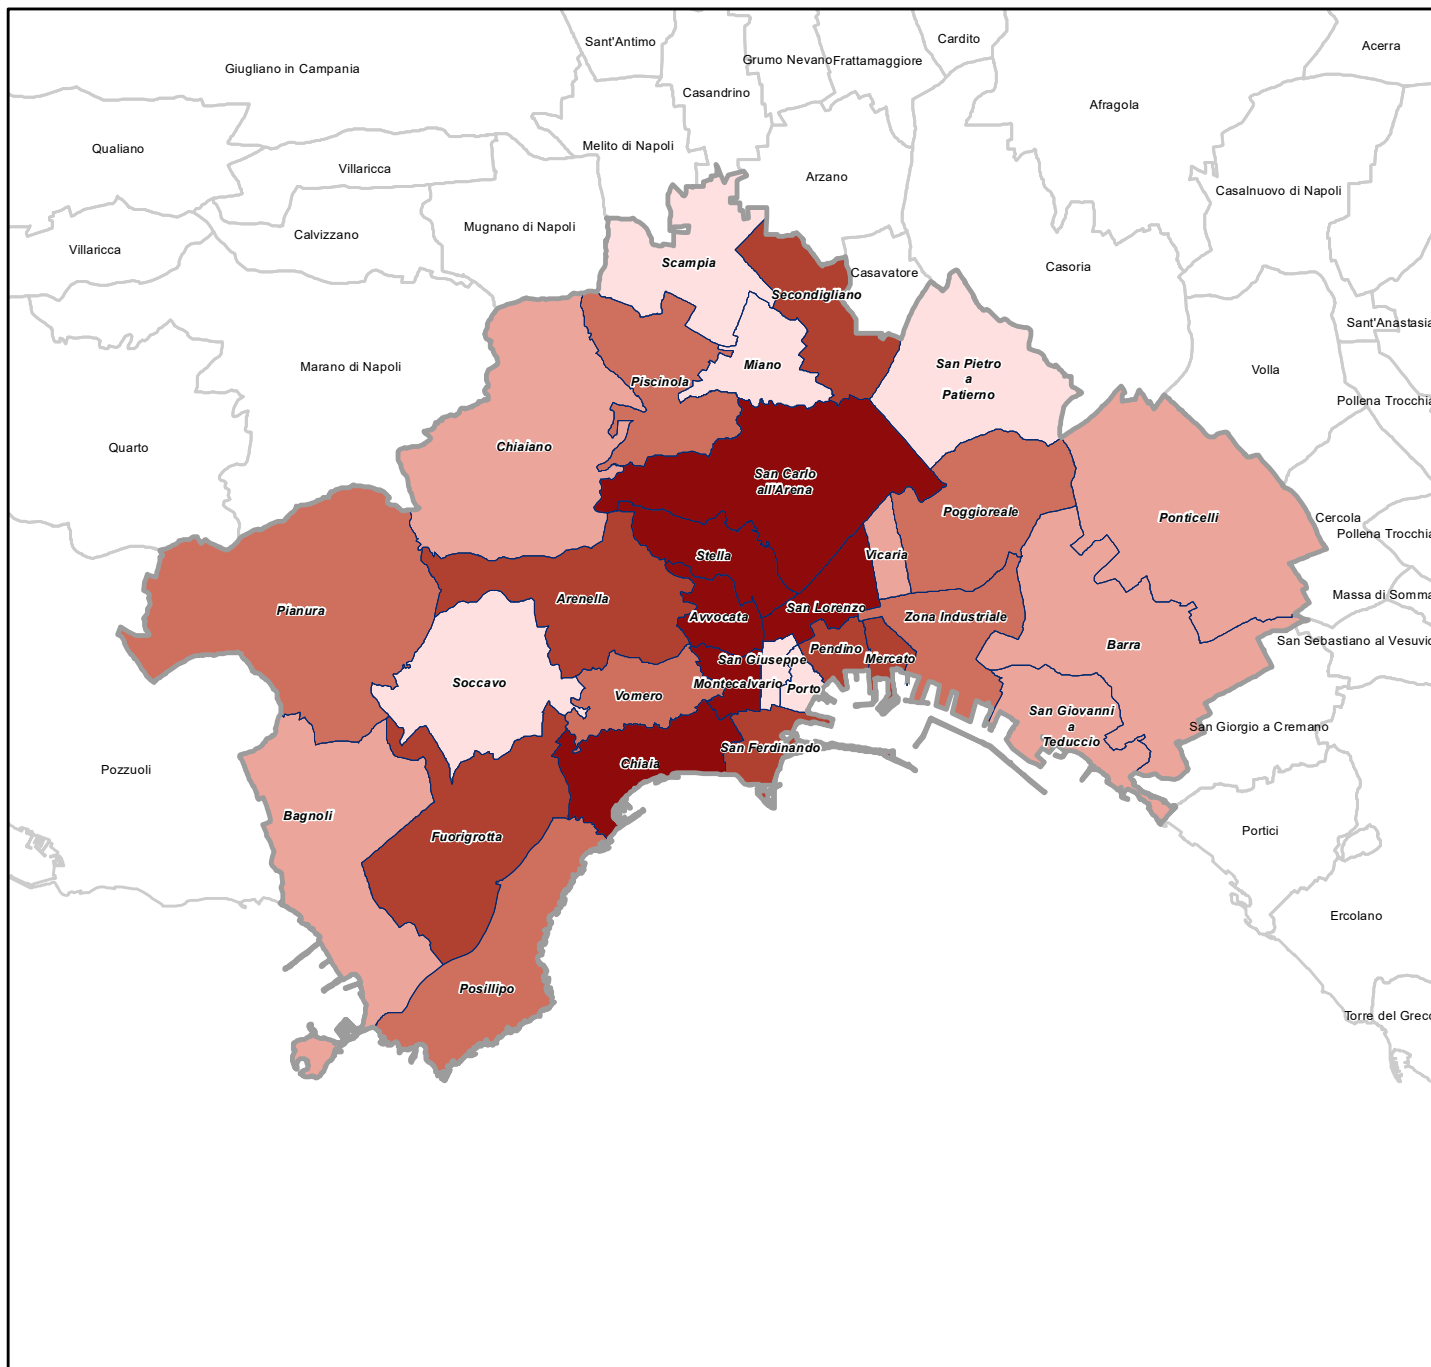 Cardito
Sant'Antimo
Acerra
Grumo Nevano
Frattamaggiore
Giugliano in Campania
Casandrino
Afragola
Melito di Napoli
Qualiano
Villaricca
Arzano
Casalnuovo di Napoli
Mugnano di Napoli
Calvizzano
Villaricca
Scampia
Casoria
Casavatore
Secondigliano
Sant'Anastasia
San Pietro
a
Patierno
Miano
Marano di Napoli
Volla
Piscinola
Pollena Trocchia
Chiaiano
Quarto
San Carlo
all'Arena
Poggioreale
Ponticelli
Cercola
Pollena Trocchia
Stella
Vicaria
Massa di Somma
Arenella
San Lorenzo
Pianura
Avvocata
Zona Industriale
San Sebastiano al Vesuvio
Barra
Pendino
Mercato
San Giuseppe
Soccavo
Montecalvario
Porto
Vomero
San Giovanni
a
Teduccio
San Giorgio a Cremano
San Ferdinando
Chiaia
Pozzuoli
Bagnoli
Fuorigrotta
Portici
Ercolano
Posillipo
Torre del Greco